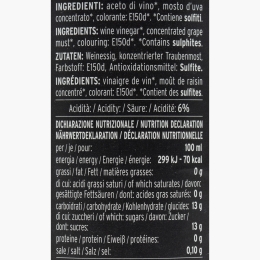 INGREDIENTI: aceto di vino*, mosto d'uva
concentrato*, colorante: E150d*. *Contiene solfiti.
INGREDIENTS: wine vinegar*, concentrated grape
must*, colouring: E150d*. *Contains sulphites.
ZUTATEN: Weinessig, konzentrierter Traubenmost,
Farbstoff: E150d, Antioxidationsmittel: Sulfite.
INGRÉDIENTS: vinaigre de vin*, moût de raisin
concentré*, colorant: E150d*. *Contient des sulfites.
Acidità / Acidity: / Säure: / Acidité: 6%
DICHIARAZIONE NUTRIZIONALE / NUTRITION DECLARATION
NÄHRWERTDEKLARATION / DÉCLARATION NUTRITIONNELLE
per / je / pour: 100 ml
energia / energy / Energie / énergie: 299 kJ - 70 kcal
grassi / fat / Fett / matières grasses: 0 g
di cui: acidi grassi saturi / of which saturates / davon:
gesättigte Fettsäuren / dont: acides gras saturés: 0 g
carboidrati / carbohydrate / Kohlenhydrate / glucides: 13 g
di cui: zuccheri / of which: sugars / davon: Zucker /
dont: sucres: 13 g
proteine / protein / Eiweiß / protéines: 0 g
sale / salt / Salz / sel: 0,10 g